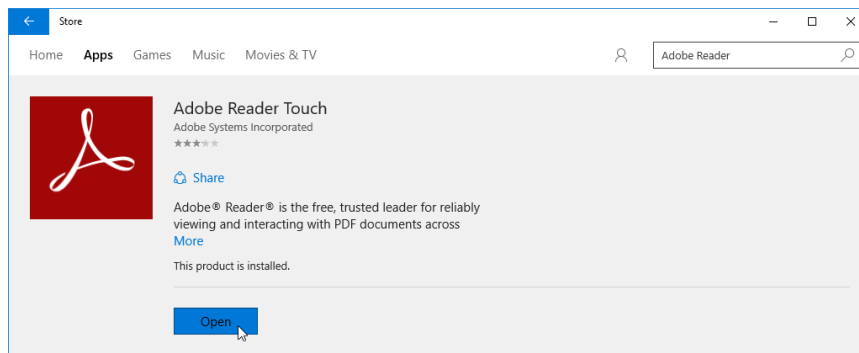 Store
Home Apps Games Music Movies & TV Adobe Reader
Adobe Reader Touch
Adobe Systems Incorporated
Share
Adobe® Reader® is the free, trusted leader for reliably
viewing and interacting with PDF documents across
More
This product is installed.
Open